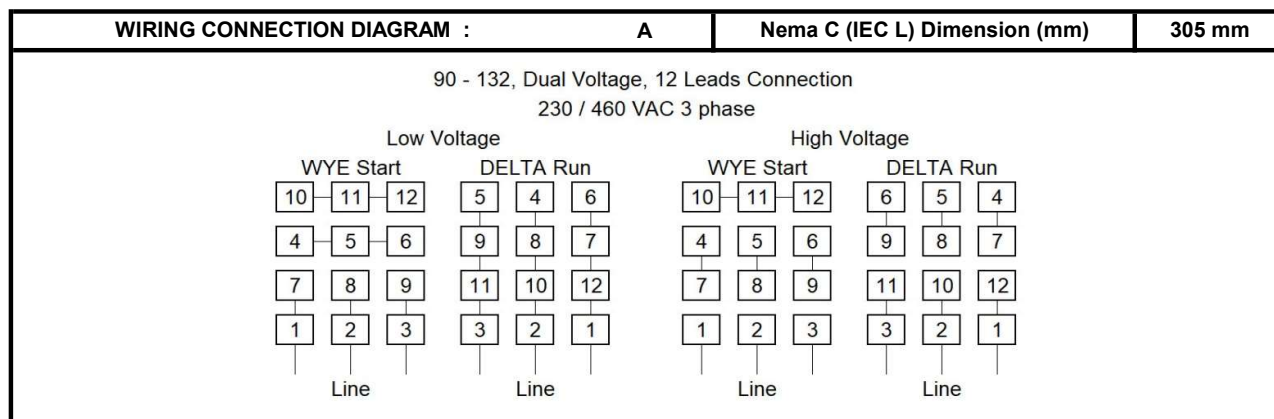 WIRING CONNECTION DIAGRAM : A Nema C (IEC L) Dimension (mm) 305 mm
90 - 132, Dual Voltage, 12 Leads Connection
230 / 460 VAC 3 phase
Low Voltage High Voltage
WYE Start DELTA Run WYE Start DELTA Run
10 11 12 5 4 6 10 11 12 6 5 4
4 5 6 9 8 7 4 5 6 9 8 7
7 8 9 11 10 12 7 8 9 11 10 12
1 2 3 3 2 1 1 2 3 3 2 1
Line Line Line Line